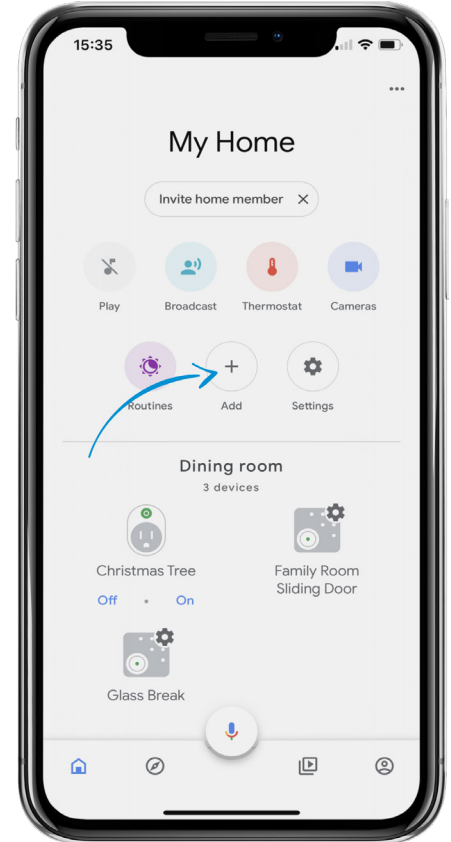 15:35
My Home
Invite home member
Play Broadcast Thermostat Cameras
Routines Add Settings
Dining room
3 devices
Christmas Tree
Off • On
Family Room
Sliding Door
Glass Break